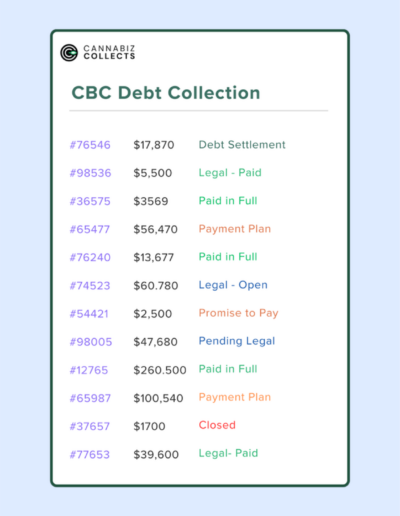 CANNABIZ
COLLECTS
CBC Debt Collection
#76546 $17,870 Debt Settlement
#98536 $5,500 Legal - Paid
#36575 $3569 Paid in Full
#65477 $56,470 Payment Plan
#76240 $13,677 Paid in Full
#74523 $60.780 Legal - Open
#54421 $2,500 Promise to Pay
#98005 $47,680 Pending Legal
#12765 $260.500 Paid in Full
#65987 $100,540 Payment Plan
#37657 $1700 Closed
#77653 $39,600 Legal- Paid